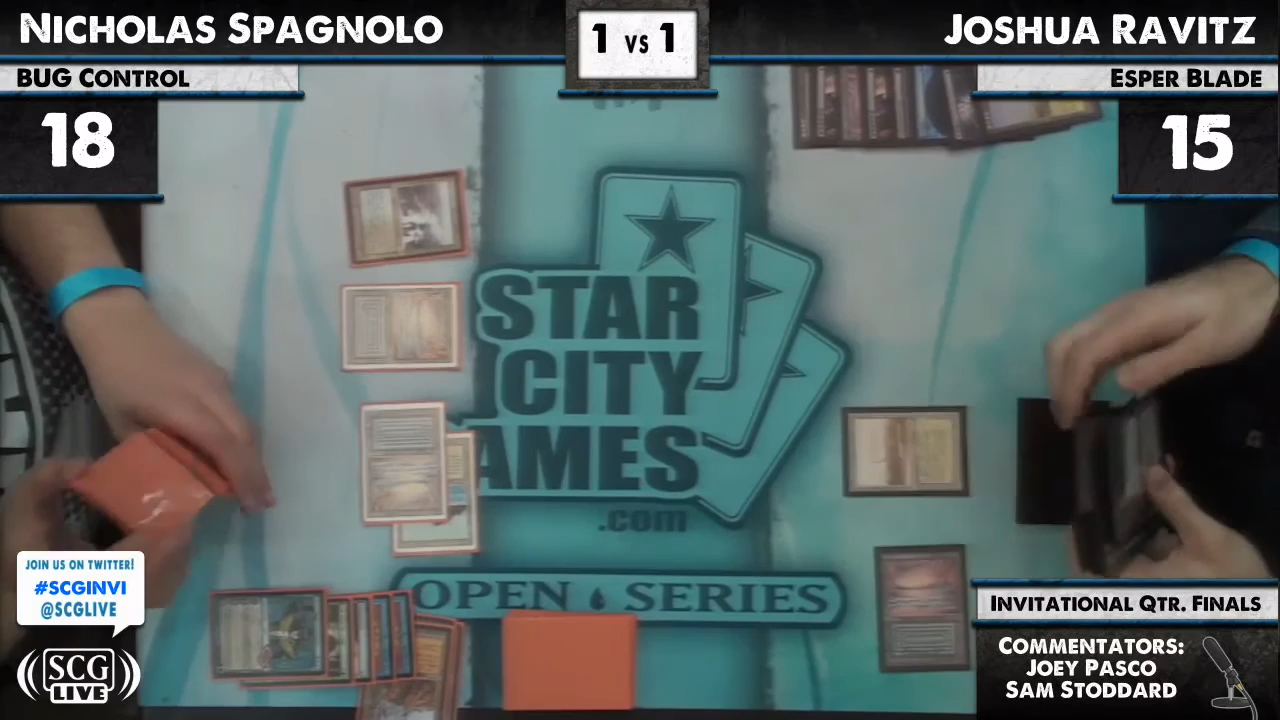 NICHOLAS SPAGNOLO
1 VS 1
JOSHUA RAVITZ
BUG CONTROL
ESPER BLADE
18
15
STAR
CITY
GAMES
.com
OPEN SERIES
JOIN US ON TWITTER!
#SCGINVI
@SCGLIVE
SCG
LIVE
INVITATIONAL QTR. FINALS
COMMENTATORS:
JOEY PASCO
SAM STODDARD